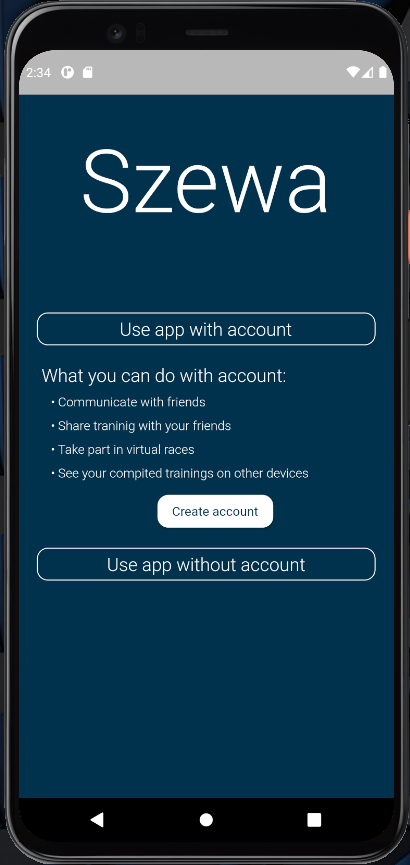 2:34
Szewa
Use app with account
What you can do with account:
• Communicate with friends
• Share traninig with your friends
• Take part in virtual races
• See your compited trainings on other devices
Create account
Use app without account